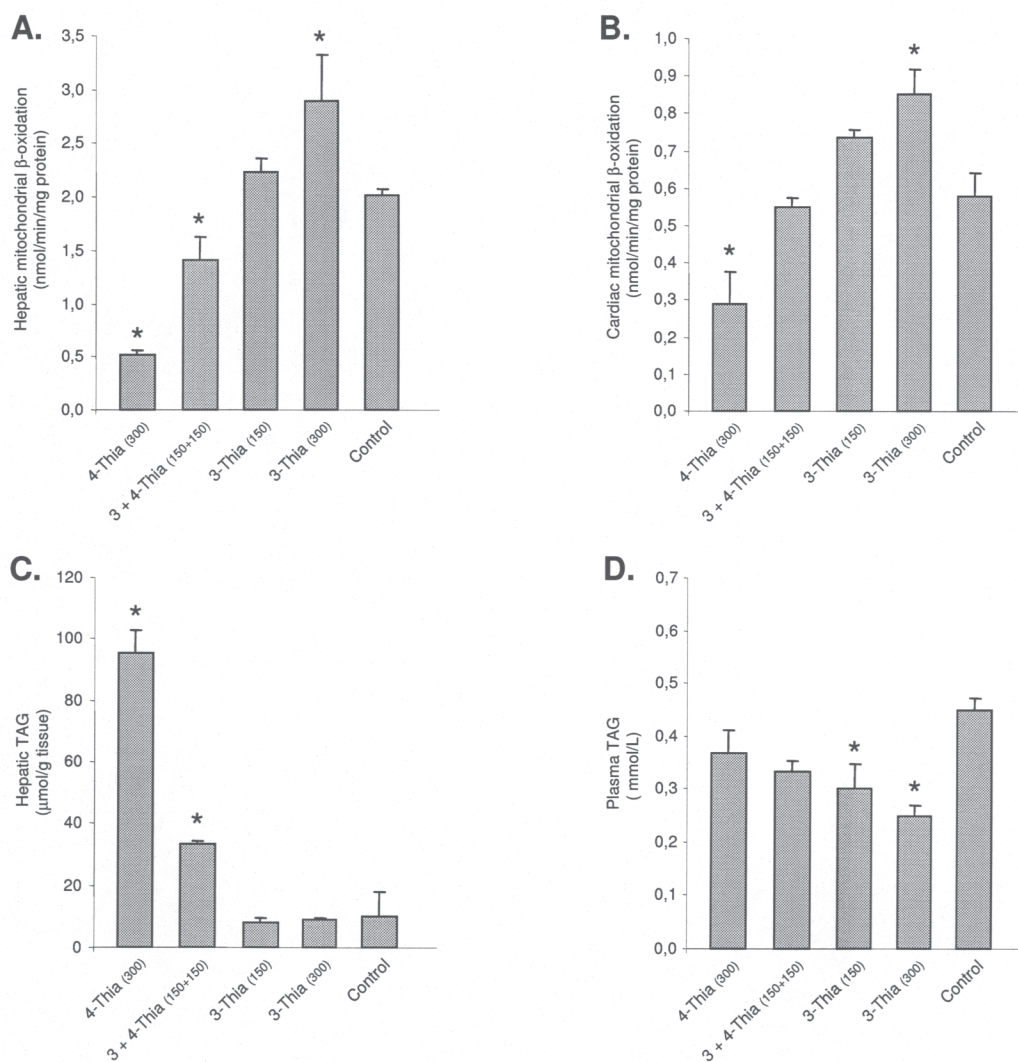 A.
Hepatic mitochondrial β-oxidation
(nmol/min/mg protein)
3,5
3,0
2,5
2,0
1,5
1,0
0,5
0,0
*
*
*
4-Thia (300)
3 + 4-Thia (150+150)
3-Thia (150)
3-Thia (300)
Control
B.
Cardiac mitochondrial β-oxidation
(nmol/min/mg protein)
1,0
0,9
0,8
0,7
0,6
0,5
0,4
0,3
0,2
0,1
0,0
*
*
4-Thia (300)
3 + 4-Thia (150+150)
3-Thia (150)
3-Thia (300)
Control
C.
Hepatic TAG
(μmol/g tissue)
120
100
80
60
40
20
0
*
*
4-Thia (300)
3 + 4-Thia (150+150)
3-Thia (150)
3-Thia (300)
Control
D.
Plasma TAG
( mmol/L)
0,7
0,6
0,5
0,4
0,3
0,2
0,1
0,0
*
*
4-Thia (300)
3 + 4-Thia (150+150)
3-Thia (150)
3-Thia (300)
Control